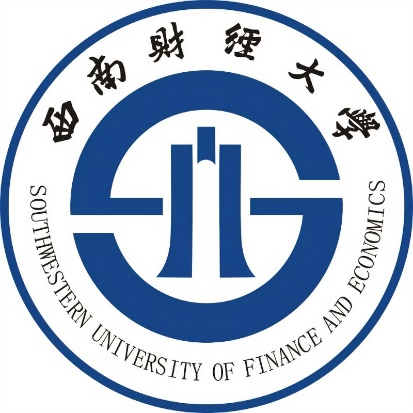 西南财经大学
SOUTHWESTERN UNIVERSITY OF FINANCE AND ECONOMICS